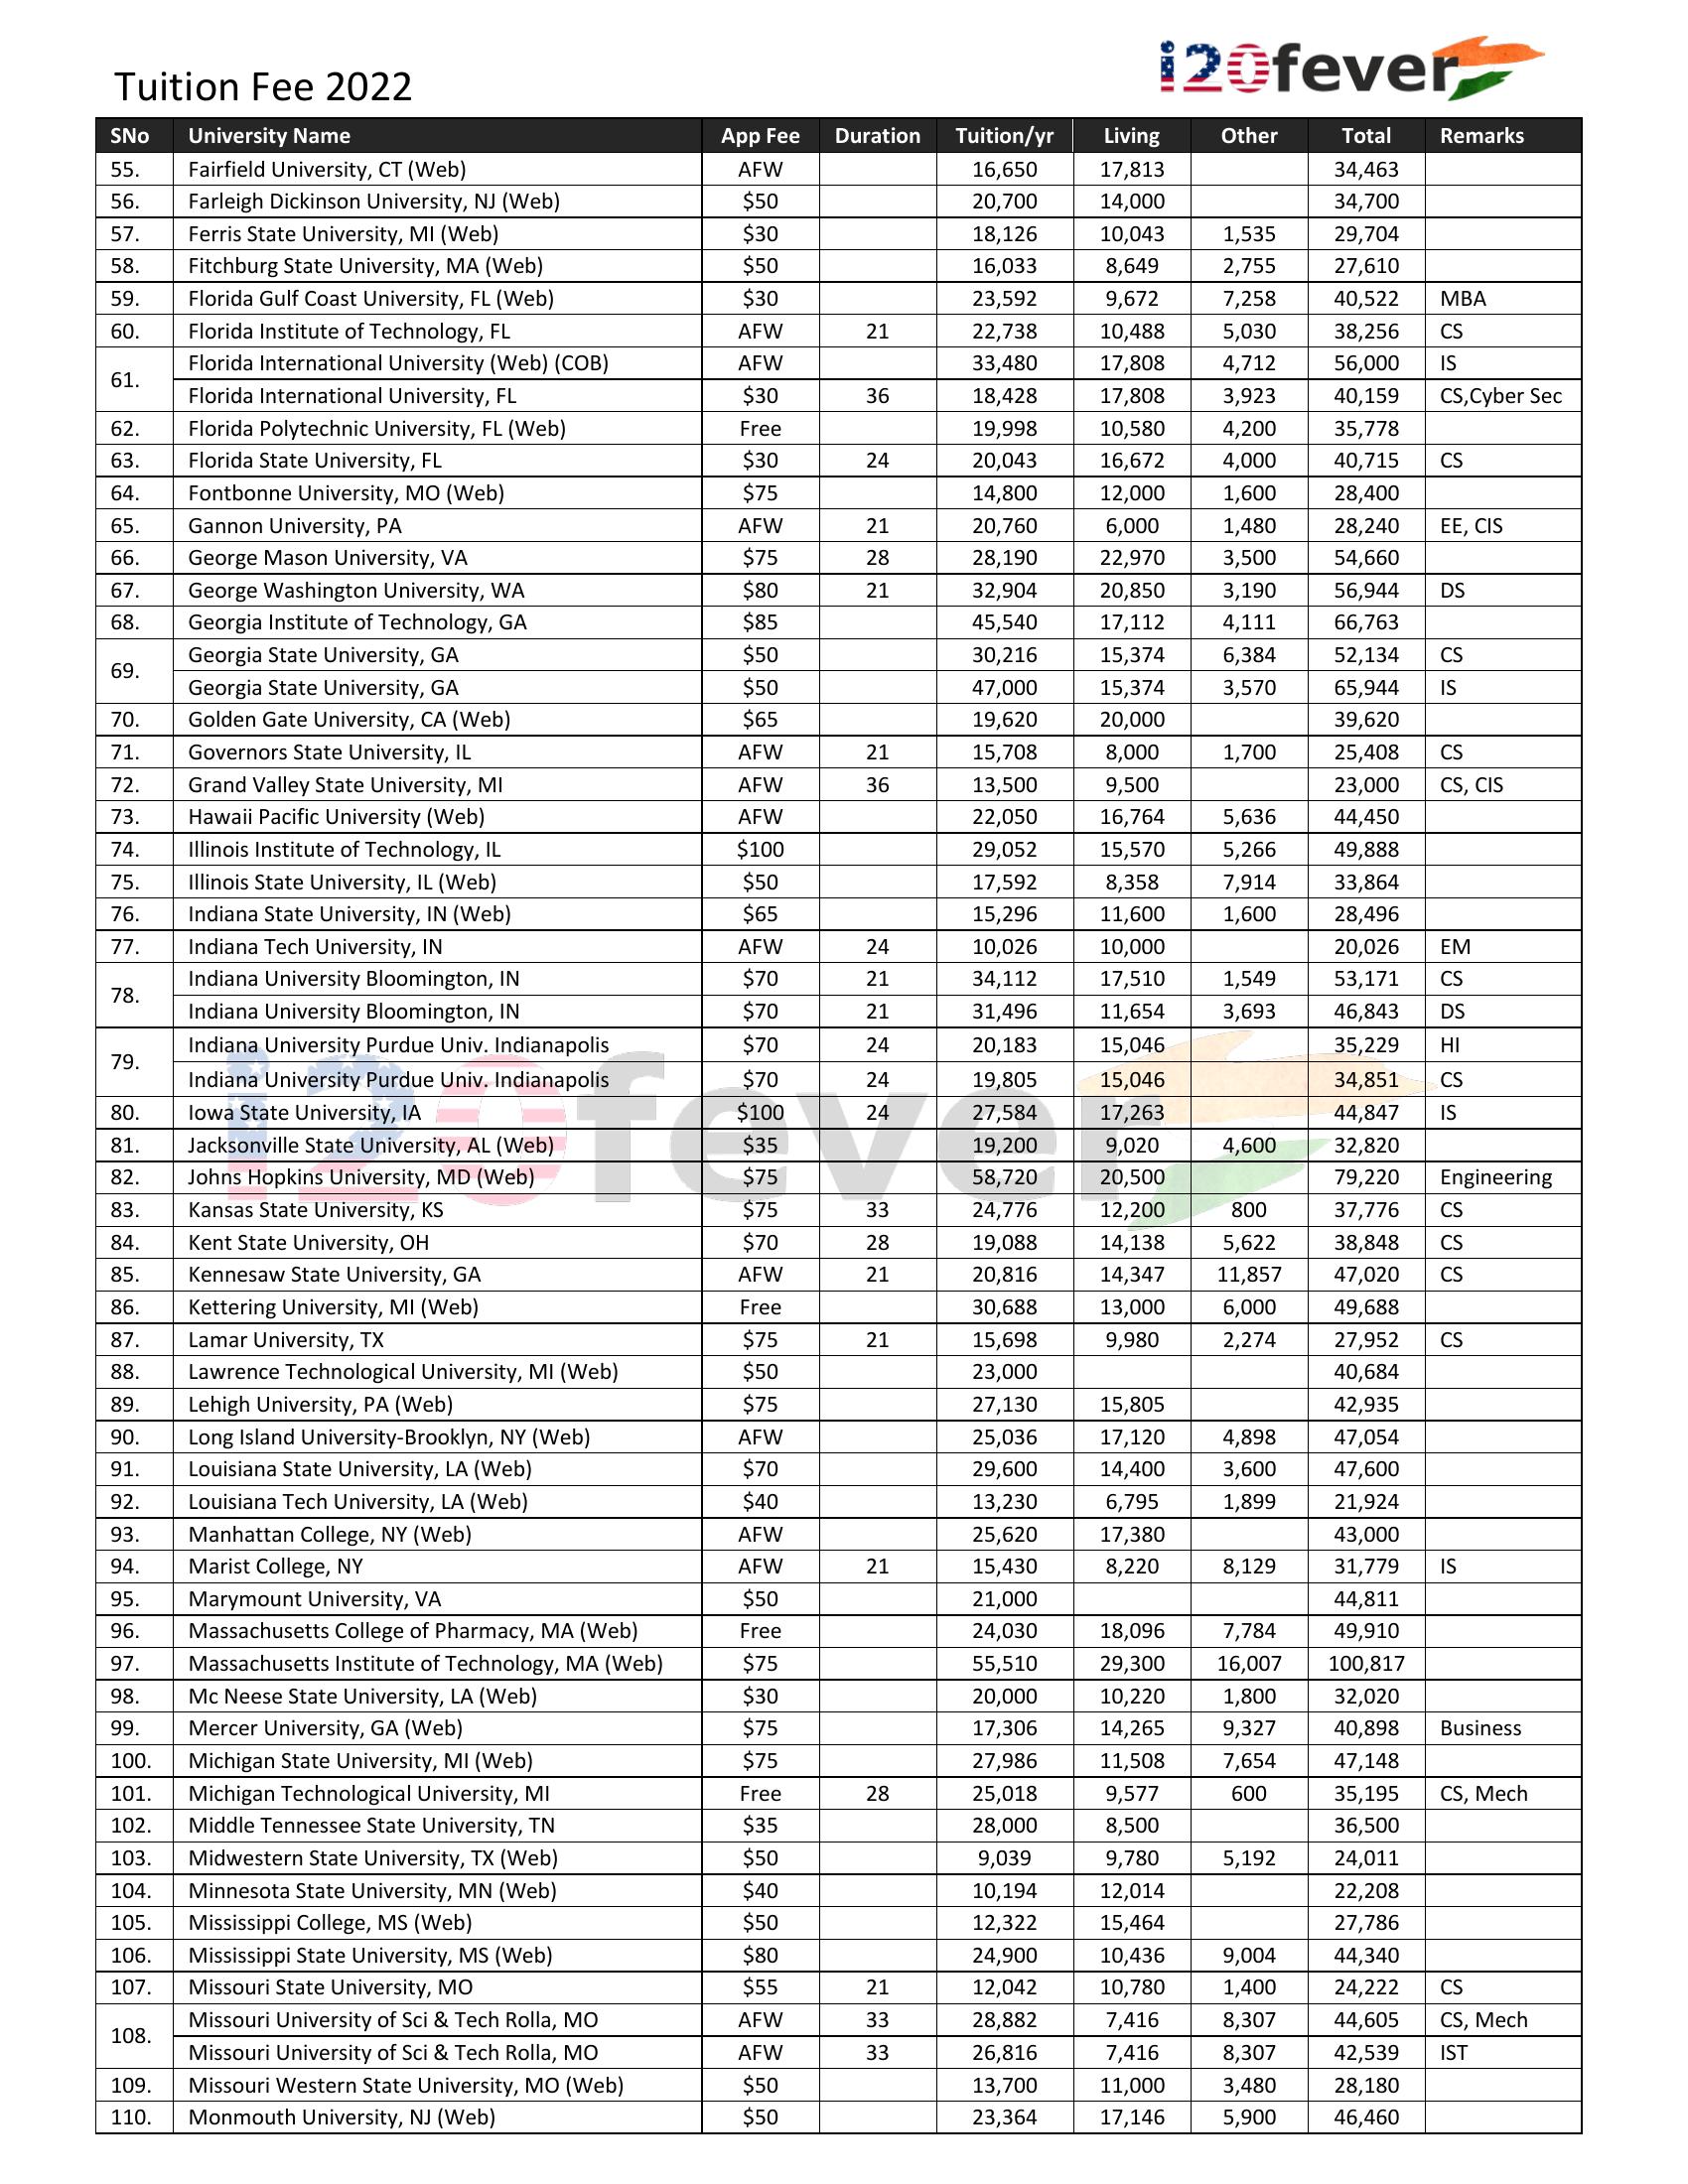 i20fever
Tuition Fee 2022
SNo University Name App Fee Duration Tuition/yr Living Other Total Remarks
55. Fairfield University, CT (Web) AFW 16,650 17,813 34,463
56. Farleigh Dickinson University, NJ (Web) $50 20,700 14,000 34,700
57. Ferris State University, MI (Web) $30 18,126 10,043 1,535 29,704
58. Fitchburg State University, MA (Web) $50 16,033 8,649 2,755 27,610
59. Florida Gulf Coast University, FL (Web) $30 23,592 9,672 7,258 40,522 MBA
60. Florida Institute of Technology, FL AFW 21 22,738 10,488 5,030 38,256 CS
61. Florida International University (Web) (COB) AFW 33,480 17,808 4,712 56,000 IS
Florida International University, FL $30 36 18,428 17,808 3,923 40,159 CS,Cyber Sec
62. Florida Polytechnic University, FL (Web) Free 19,998 10,580 4,200 35,778
63. Florida State University, FL $30 24 20,043 16,672 4,000 40,715 CS
64. Fontbonne University, MO (Web) $75 14,800 12,000 1,600 28,400
65. Gannon University, PA AFW 21 20,760 6,000 1,480 28,240 EE, CIS
66. George Mason University, VA $75 28 28,190 22,970 3,500 54,660
67. George Washington University, WA $80 21 32,904 20,850 3,190 56,944 DS
68. Georgia Institute of Technology, GA $85 45,540 17,112 4,111 66,763
69. Georgia State University, GA $50 30,216 15,374 6,384 52,134 CS
Georgia State University, GA $50 47,000 15,374 3,570 65,944 IS
70. Golden Gate University, CA (Web) $65 19,620 20,000 39,620
71. Governors State University, IL AFW 21 15,708 8,000 1,700 25,408 CS
72. Grand Valley State University, MI AFW 36 13,500 9,500 23,000 CS, CIS
73. Hawaii Pacific University (Web) AFW 22,050 16,764 5,636 44,450
74. Illinois Institute of Technology, IL $100 29,052 15,570 5,266 49,888
75. Illinois State University, IL (Web) $50 17,592 8,358 7,914 33,864
76. Indiana State University, IN (Web) $65 15,296 11,600 1,600 28,496
77. Indiana Tech University, IN AFW 24 10,026 10,000 20,026 EM
78. Indiana University Bloomington, IN $70 21 34,112 17,510 1,549 53,171 CS
Indiana University Bloomington, IN $70 21 31,496 11,654 3,693 46,843 DS
79. Indiana University Purdue Univ. Indianapolis $70 24 20,183 15,046 35,229 HI
Indiana University Purdue Univ. Indianapolis $70 24 19,805 15,046 34,851 CS
80. Iowa State University, IA $100 24 27,584 17,263 44,847 IS
81. Jacksonville State University, AL (Web) $35 19,200 9,020 4,600 32,820
82. Johns Hopkins University, MD (Web) $75 58,720 20,500 79,220 Engineering
83. Kansas State University, KS $75 33 24,776 12,200 800 37,776 CS
84. Kent State University, OH $70 28 19,088 14,138 5,622 38,848 CS
85. Kennesaw State University, GA AFW 21 20,816 14,347 11,857 47,020 CS
86. Kettering University, MI (Web) Free 30,688 13,000 6,000 49,688
87. Lamar University, TX $75 21 15,698 9,980 2,274 27,952 CS
88. Lawrence Technological University, MI (Web) $50 23,000 40,684
89. Lehigh University, PA (Web) $75 27,130 15,805 42,935
90. Long Island University-Brooklyn, NY (Web) AFW 25,036 17,120 4,898 47,054
91. Louisiana State University, LA (Web) $70 29,600 14,400 3,600 47,600
92. Louisiana Tech University, LA (Web) $40 13,230 6,795 1,899 21,924
93. Manhattan College, NY (Web) AFW 25,620 17,380 43,000
94. Marist College, NY AFW 21 15,430 8,220 8,129 31,779 IS
95. Marymount University, VA $50 21,000 44,811
96. Massachusetts College of Pharmacy, MA (Web) Free 24,030 18,096 7,784 49,910
97. Massachusetts Institute of Technology, MA (Web) $75 55,510 29,300 16,007 100,817
98. Mc Neese State University, LA (Web) $30 20,000 10,220 1,800 32,020
99. Mercer University, GA (Web) $75 17,306 14,265 9,327 40,898 Business
100. Michigan State University, MI (Web) $75 27,986 11,508 7,654 47,148
101. Michigan Technological University, MI Free 28 25,018 9,577 600 35,195 CS, Mech
102. Middle Tennessee State University, TN $35 28,000 8,500 36,500
103. Midwestern State University, TX (Web) $50 9,039 9,780 5,192 24,011
104. Minnesota State University, MN (Web) $40 10,194 12,014 22,208
105. Mississippi College, MS (Web) $50 12,322 15,464 27,786
106. Mississippi State University, MS (Web) $80 24,900 10,436 9,004 44,340
107. Missouri State University, MO $55 21 12,042 10,780 1,400 24,222 CS
108. Missouri University of Sci & Tech Rolla, MO AFW 33 28,882 7,416 8,307 44,605 CS, Mech
Missouri University of Sci & Tech Rolla, MO AFW 33 26,816 7,416 8,307 42,539 IST
109. Missouri Western State University, MO (Web) $50 13,700 11,000 3,480 28,180
110. Monmouth University, NJ (Web) $50 23,364 17,146 5,900 46,460
i20fever